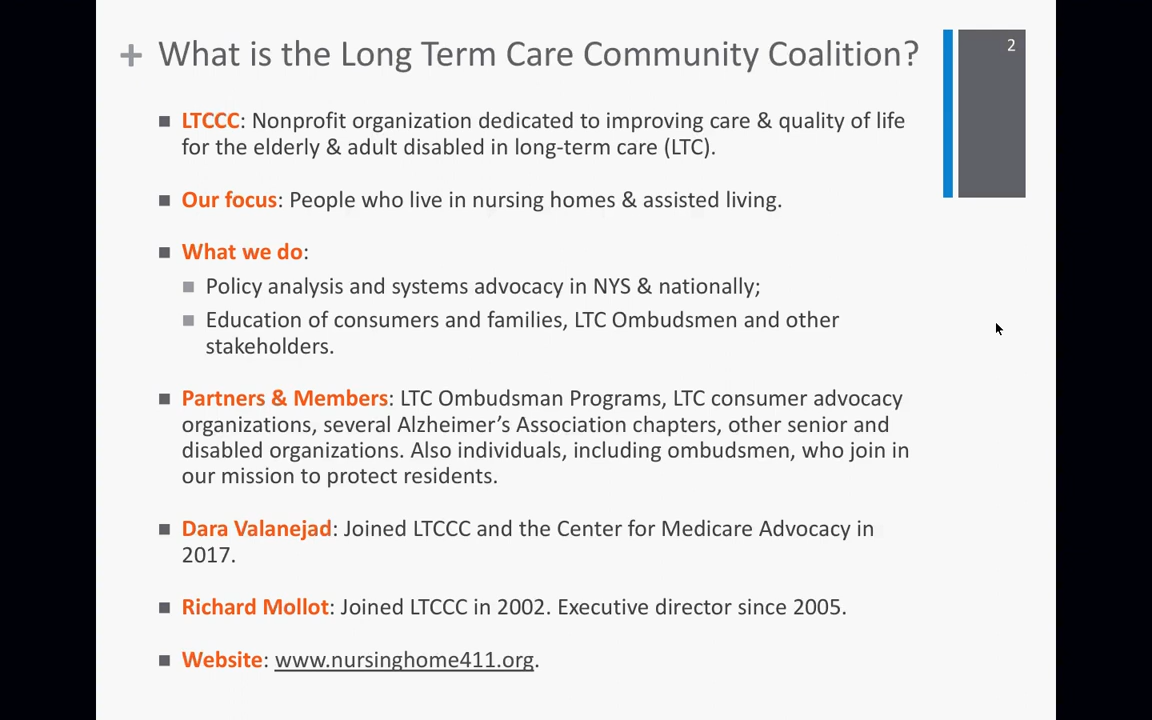 2
+ What is the Long Term Care Community Coalition?
■ LTCCC: Nonprofit organization dedicated to improving care & quality of life
for the elderly & adult disabled in long-term care (LTC).
■ Our focus: People who live in nursing homes & assisted living.
■ What we do:
■ Policy analysis and systems advocacy in NYS & nationally;
■ Education of consumers and families, LTC Ombudsmen and other
stakeholders.
■ Partners & Members: LTC Ombudsman Programs, LTC consumer advocacy
organizations, several Alzheimer’s Association chapters, other senior and
disabled organizations. Also individuals, including ombudsmen, who join in
our mission to protect residents.
■ Dara Valanejad: Joined LTCCC and the Center for Medicare Advocacy in
2017.
■ Richard Mollot: Joined LTCCC in 2002. Executive director since 2005.
■ Website: www.nursinghome411.org.